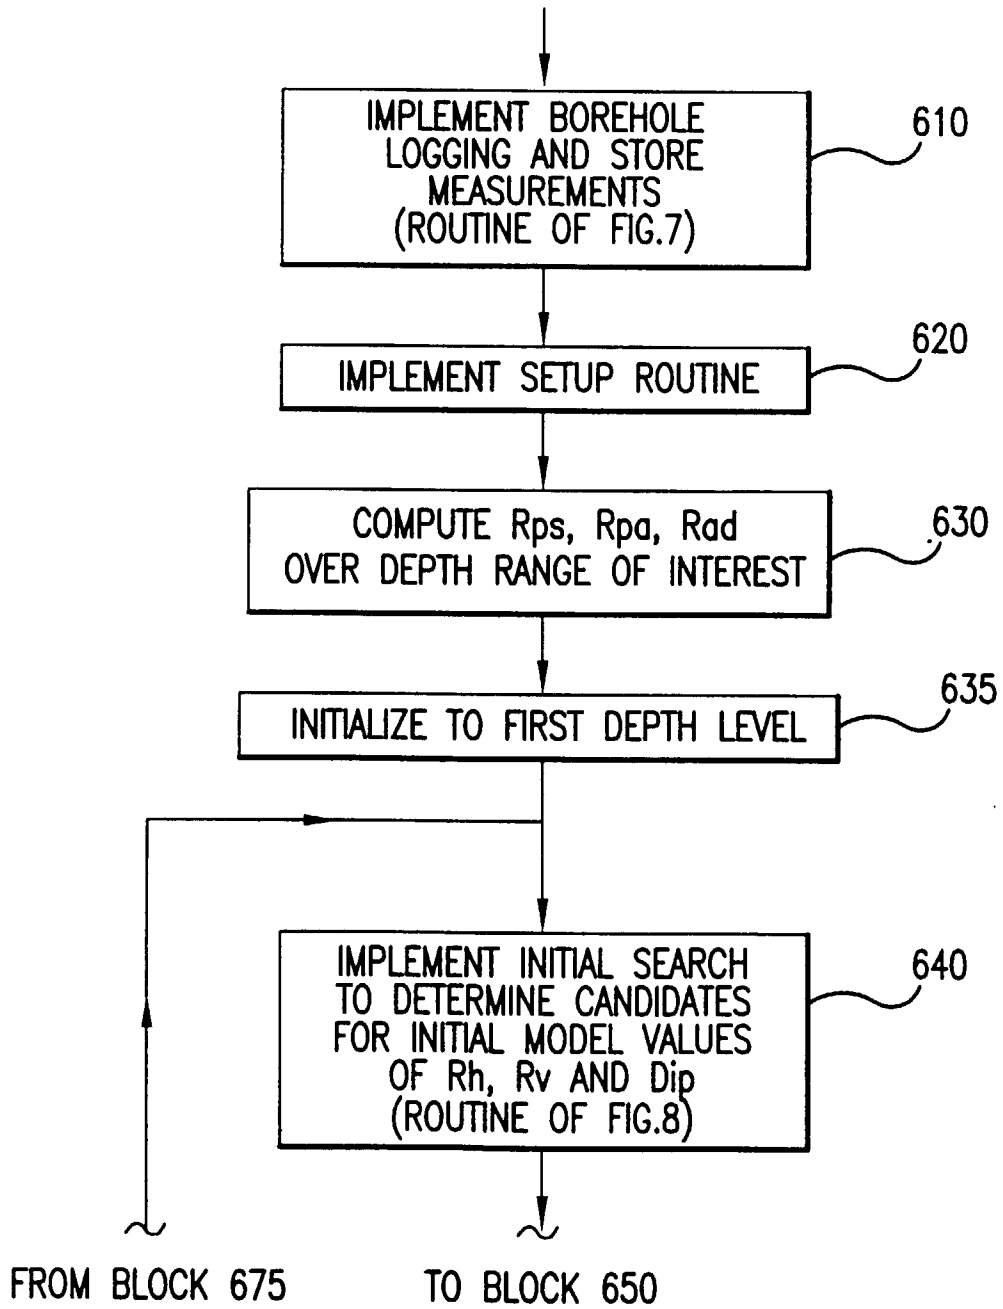 IMPLEMENT BOREHOLE
LOGGING AND STORE
MEASUREMENTS
(ROUTINE OF FIG.7)
610
IMPLEMENT SETUP ROUTINE
620
COMPUTE Rps, Rpa, Rad
OVER DEPTH RANGE OF INTEREST
630
INITIALIZE TO FIRST DEPTH LEVEL
635
IMPLEMENT INITIAL SEARCH
TO DETERMINE CANDIDATES
FOR INITIAL MODEL VALUES
OF Rh, Rv AND Dip
(ROUTINE OF FIG.8)
640
FROM BLOCK 675
TO BLOCK 650